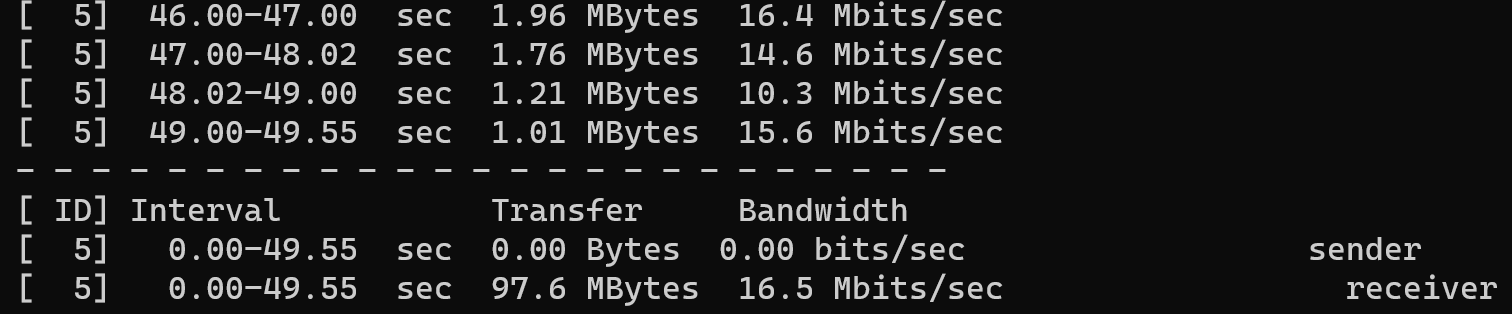 [  5]  46.00-47.00  sec  1.96 MBytes  16.4 Mbits/sec
[  5]  47.00-48.02  sec  1.76 MBytes  14.6 Mbits/sec
[  5]  48.02-49.00  sec  1.21 MBytes  10.3 Mbits/sec
[  5]  49.00-49.55  sec  1.01 MBytes  15.6 Mbits/sec
- - - - - - - - - - - - - - - - - - - - - - - - -
[ ID] Interval           Transfer     Bandwidth
[  5]   0.00-49.55  sec  0.00 Bytes  0.00 bits/sec                  sender
[  5]   0.00-49.55  sec  97.6 MBytes  16.5 Mbits/sec                  receiver